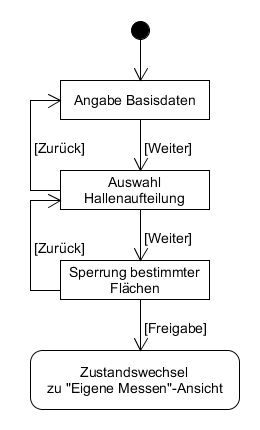 Angabe Basisdaten
[Zurück]
[Weiter]
Auswahl
Hallenaufteilung
[Zurück]
[Weiter]
Sperrung bestimmter
Flächen
[Freigabe]
Zustandswechsel
zu "Eigene Messen"-Ansicht